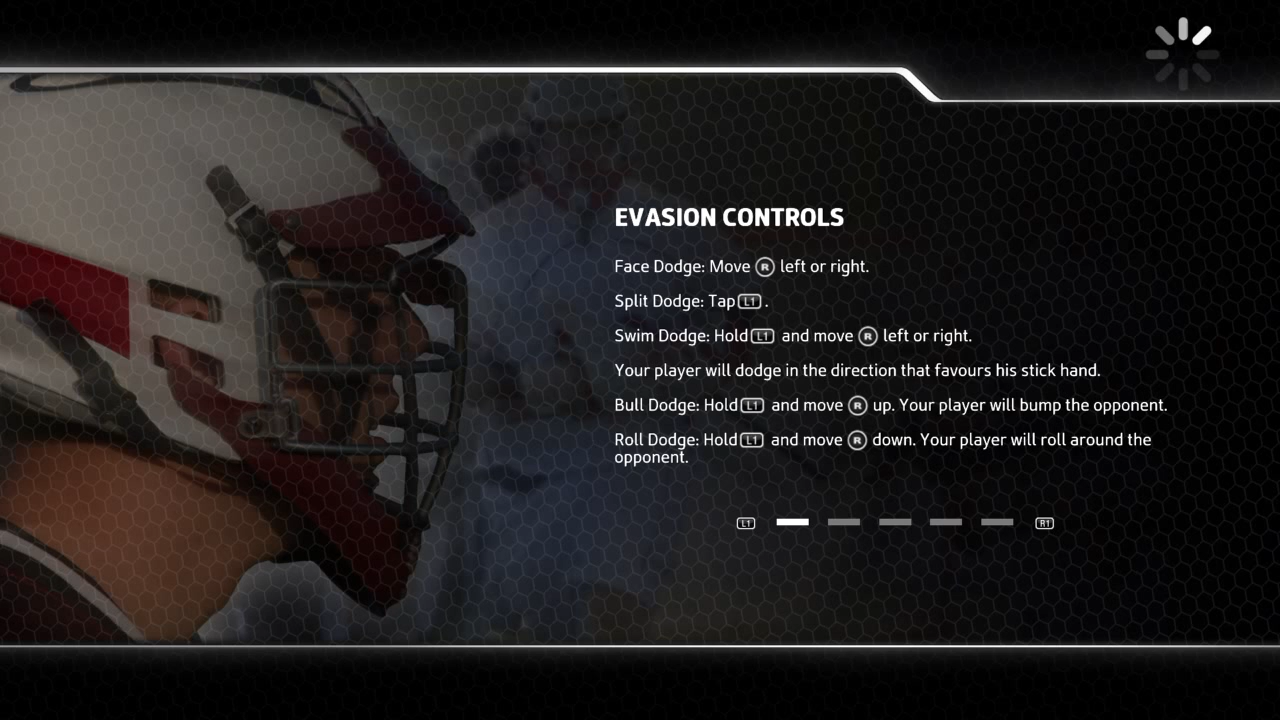 EVASION CONTROLS
Face Dodge: Move R left or right.
Split Dodge: Tap L1 .
Swim Dodge: Hold L1 and move R left or right.
Your player will dodge in the direction that favours his stick hand.
Bull Dodge: Hold L1 and move R up. Your player will bump the opponent.
Roll Dodge: Hold L1 and move R down. Your player will roll around the
opponent.
L1 R1